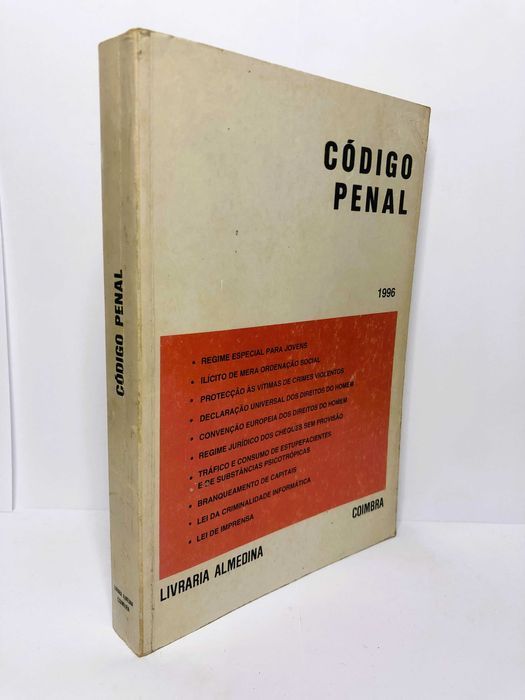 CÓDIGO
PENAL
1996
• REGIME ESPECIAL PARA JOVENS
• ILÍCITO DE MERA ORDENAÇÃO SOCIAL
• PROTECÇÃO ÀS VÍTIMAS DE CRIMES VIOLENTOS
• DECLARAÇÃO UNIVERSAL DOS DIREITOS DO HOMEM
• CONVENÇÃO EUROPEIA DOS DIREITOS DO HOMEM
• REGIME JURÍDICO DOS CHEQUES SEM PROVISÃO
• TRÁFICO E CONSUMO DE ESTUPEFACIENTES
E DE SUBSTÂNCIAS PSICOTRÓPICAS
• BRANQUEAMENTO DE CAPITAIS
• LEI DA CRIMINALIDADE INFORMÁTICA
• LEI DE IMPRENSA
LIVRARIA ALMEDINA
COIMBRA
CÓDIGO PENAL
COIMBRA